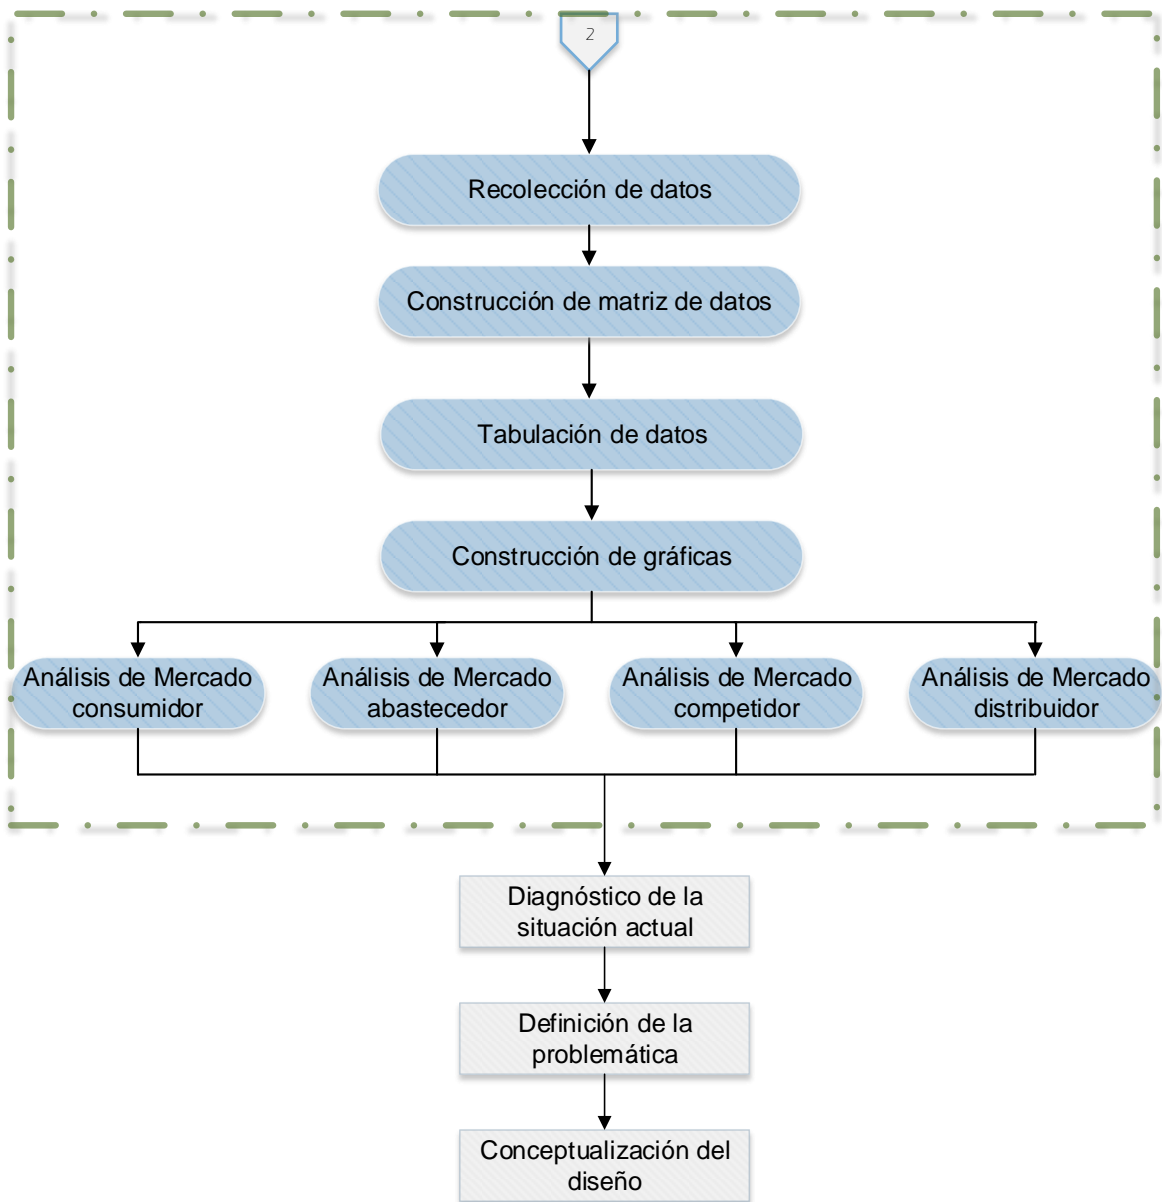 2
Recolección de datos
Construcción de matriz de datos
Tabulación de datos
Construcción de gráficas
Análisis de Mercado
consumidor
Análisis de Mercado
abastecedor
Análisis de Mercado
competidor
Análisis de Mercado
distribuidor
Diagnóstico de la
situación actual
Definición de la
problemática
Conceptualización del
diseño